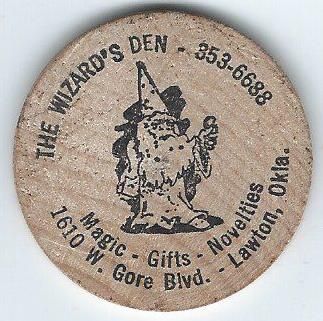 THE WIZARD'S DEN - 353-6688
Magic - Gifts - Novelties
1610 W. Gore Blvd. - Lawton, Okla.